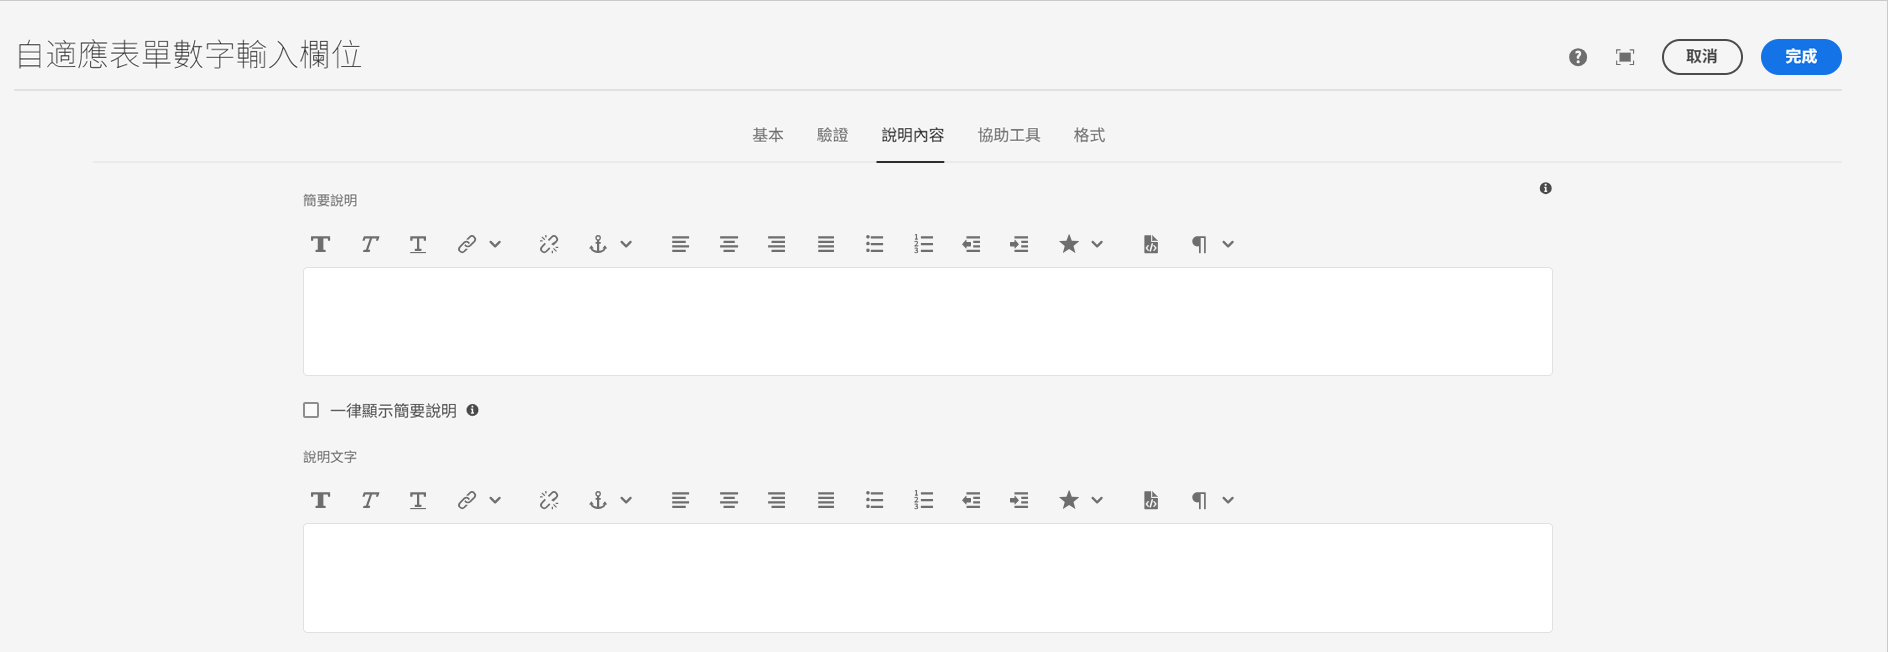 自適應表單數字輸入欄位
取消
完成
基本
驗證
說明內容
協助工具
格式
簡要說明
一律顯示簡要說明
說明文字